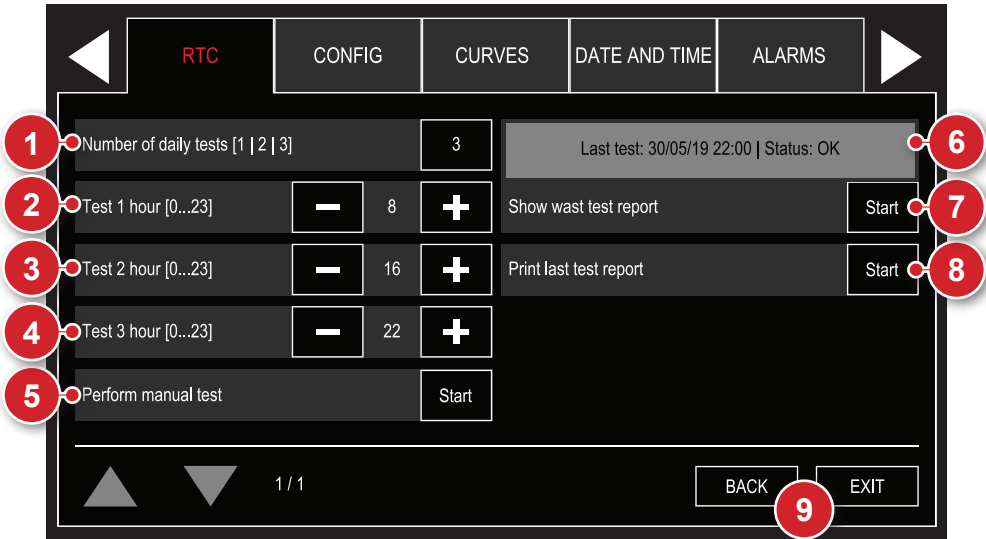 RTC
CONFIG
CURVES
DATE AND TIME
ALARMS
1
Number of daily tests [1 | 2 | 3]
3
2
Test 1 hour [0...23]
8
3
Test 2 hour [0...23]
16
4
Test 3 hour [0...23]
22
5
Perform manual test
Start
Last test: 30/05/19 22:00 | Status: OK
6
Show wast test report
Start
7
Print last test report
Start
8
1 / 1
BACK
EXIT
9